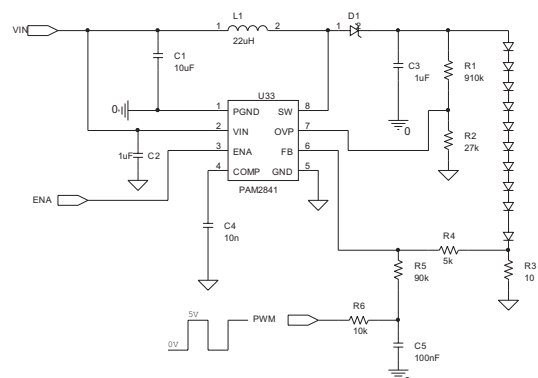 VIN
1
L1
2
22uH
1
D1
2
C1
10uF
C3
1uF
R1
910k
0
0
U33
1
PGND
SW
8
2
VIN
OVP
7
3
ENA
FB
6
4
COMP
GND
5
PAM2841
R2
27k
1uF
C2
ENA
C4
10n
R4
5k
R3
10
R5
90k
5V
0V
PWM
R6
10k
C5
100nF